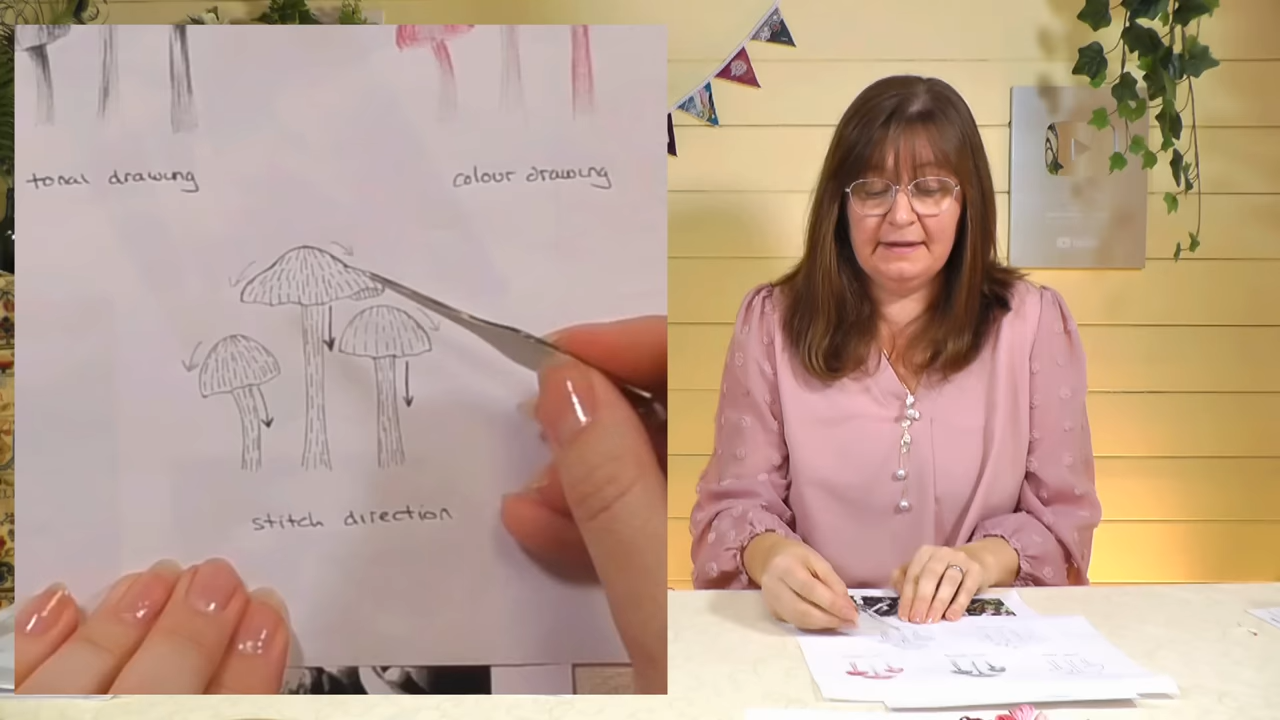 tonal drawing
colour drawing
stitch direction